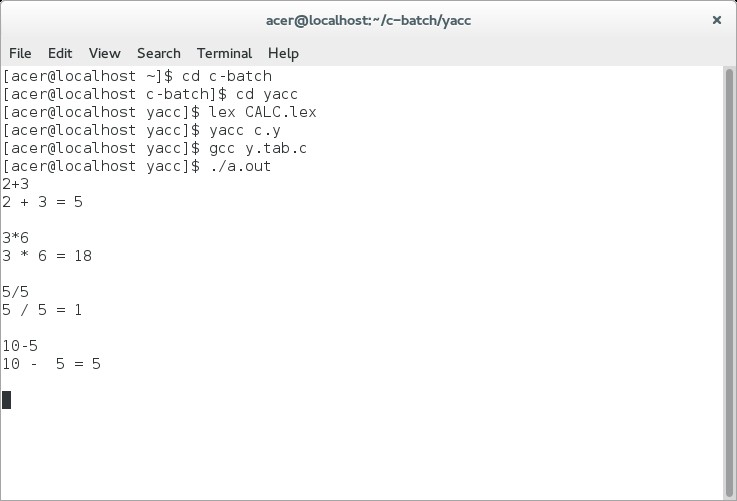 acer@localhost:~/c-batch/yacc
×
File Edit View Search Terminal Help
[acer@localhost ~]$ cd c-batch
[acer@localhost c-batch]$ cd yacc
[acer@localhost yacc]$ lex CALC.lex
[acer@localhost yacc]$ yacc c.y
[acer@localhost yacc]$ gcc y.tab.c
[acer@localhost yacc]$ ./a.out
2+3
2 + 3 = 5
3*6
3 * 6 = 18
5/5
5 / 5 = 1
10-5
10 -  5 = 5